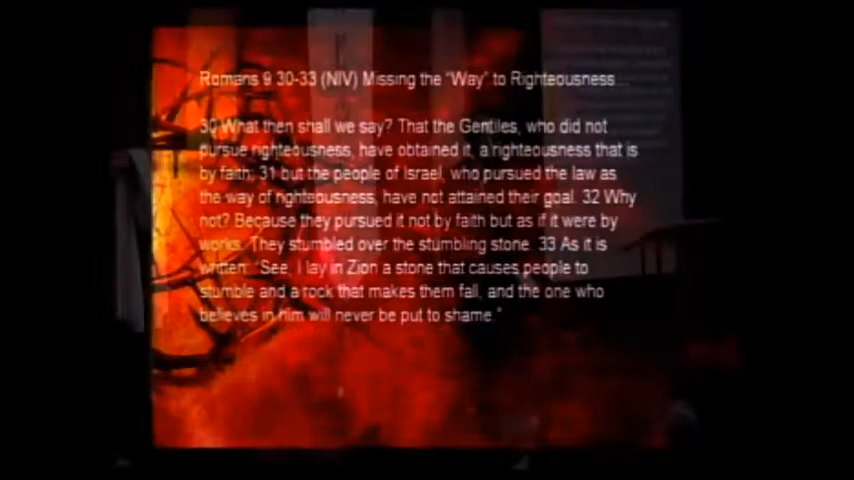 Romans 9:30-33 (NIV) Missing the "Way" to Righteousness...
30 What then shall we say? That the Gentiles, who did not
pursue righteousness, have obtained it, a righteousness that is
by faith; 31 but the people of Israel, who pursued the law as
the way of righteousness, have not attained their goal. 32 Why
not? Because they pursued it not by faith but as if it were by
works. They stumbled over the stumbling stone. 33 As it is
written: "See, I lay in Zion a stone that causes people to
stumble and a rock that makes them fall, and the one who
believes in him will never be put to shame."